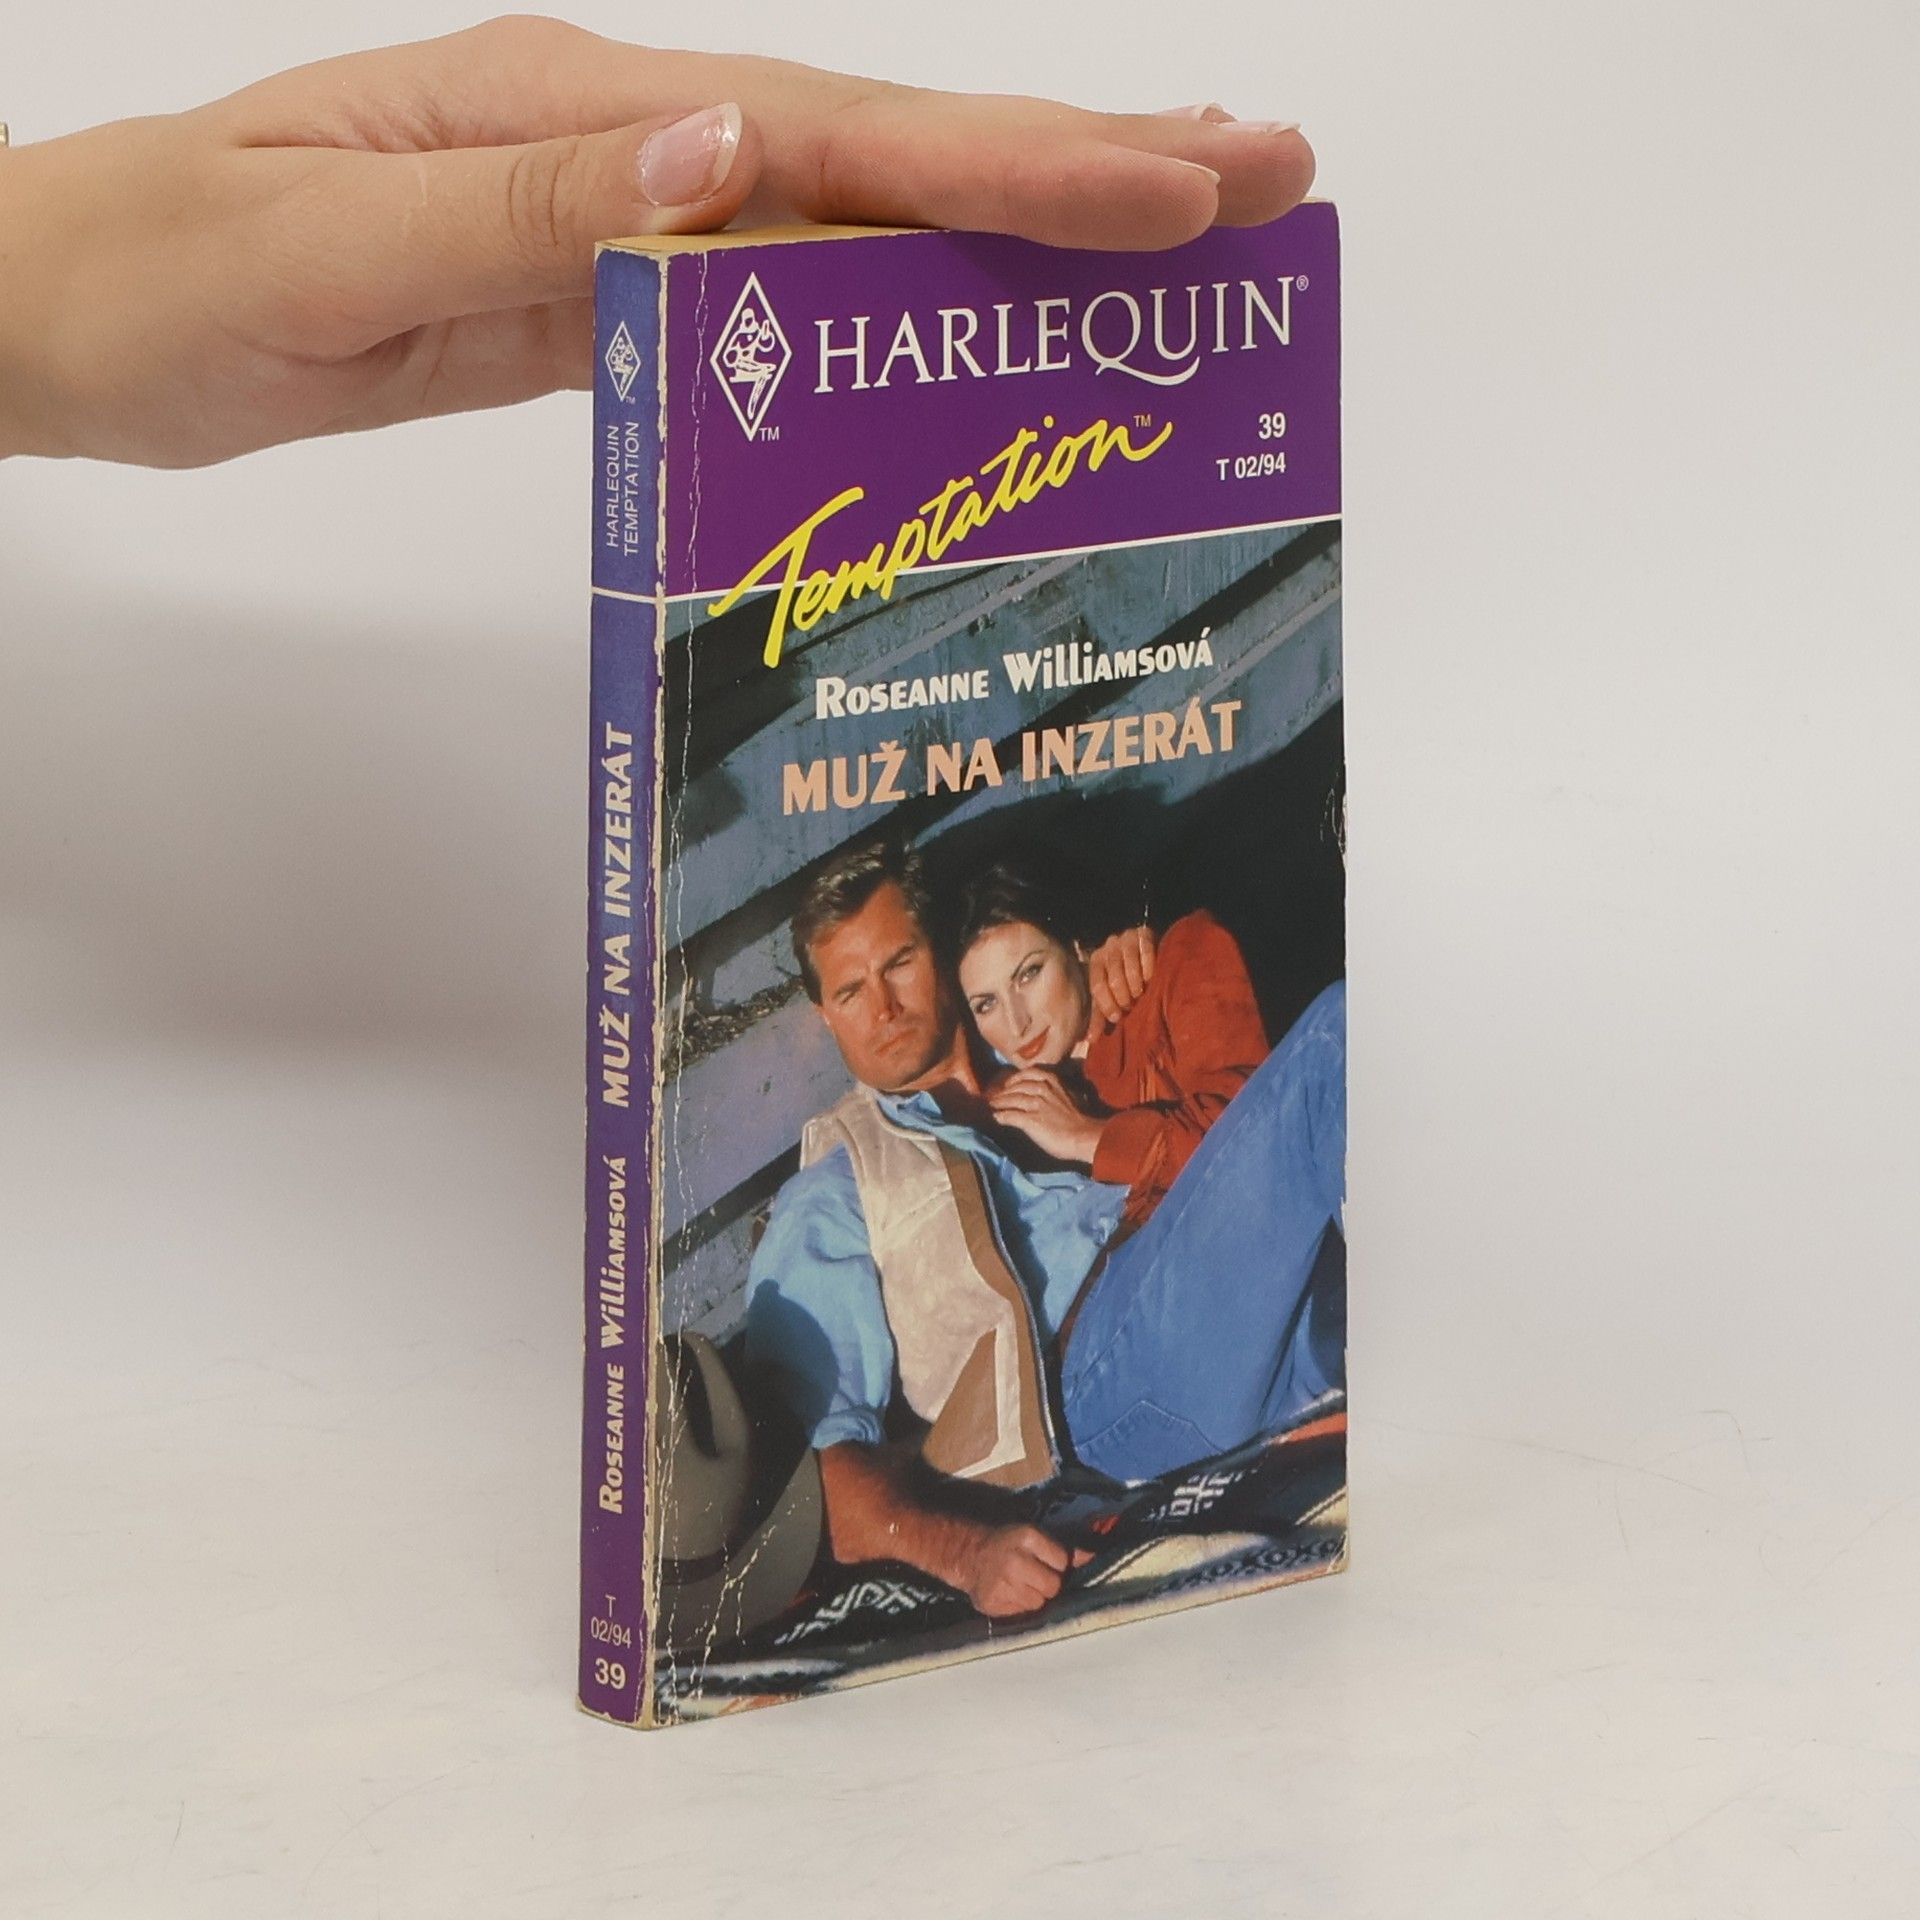 HARLEQUIN®
TM
Temptation™
39
T 02/94
ROSEANNE WILLIAMSOVÁ
MUŽ NA INZERÁT
TM
HARLEQUIN
TEMPTATION
MUŽ NA INZERÁT
ROSEANNE WILLIAMSOVÁ
T
02/94
39